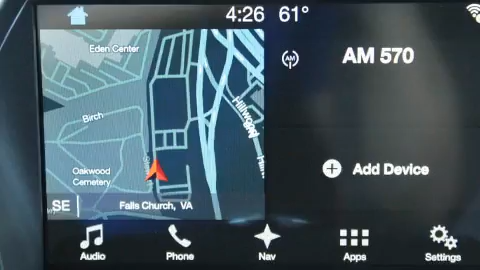 4:26 61°
Eden Center
AM
AM 570
Hillwood
Birch
Oakwood
Cemetery
Add Device
SE
Falls Church, VA
Audio
Phone
Nav
Apps
Settings